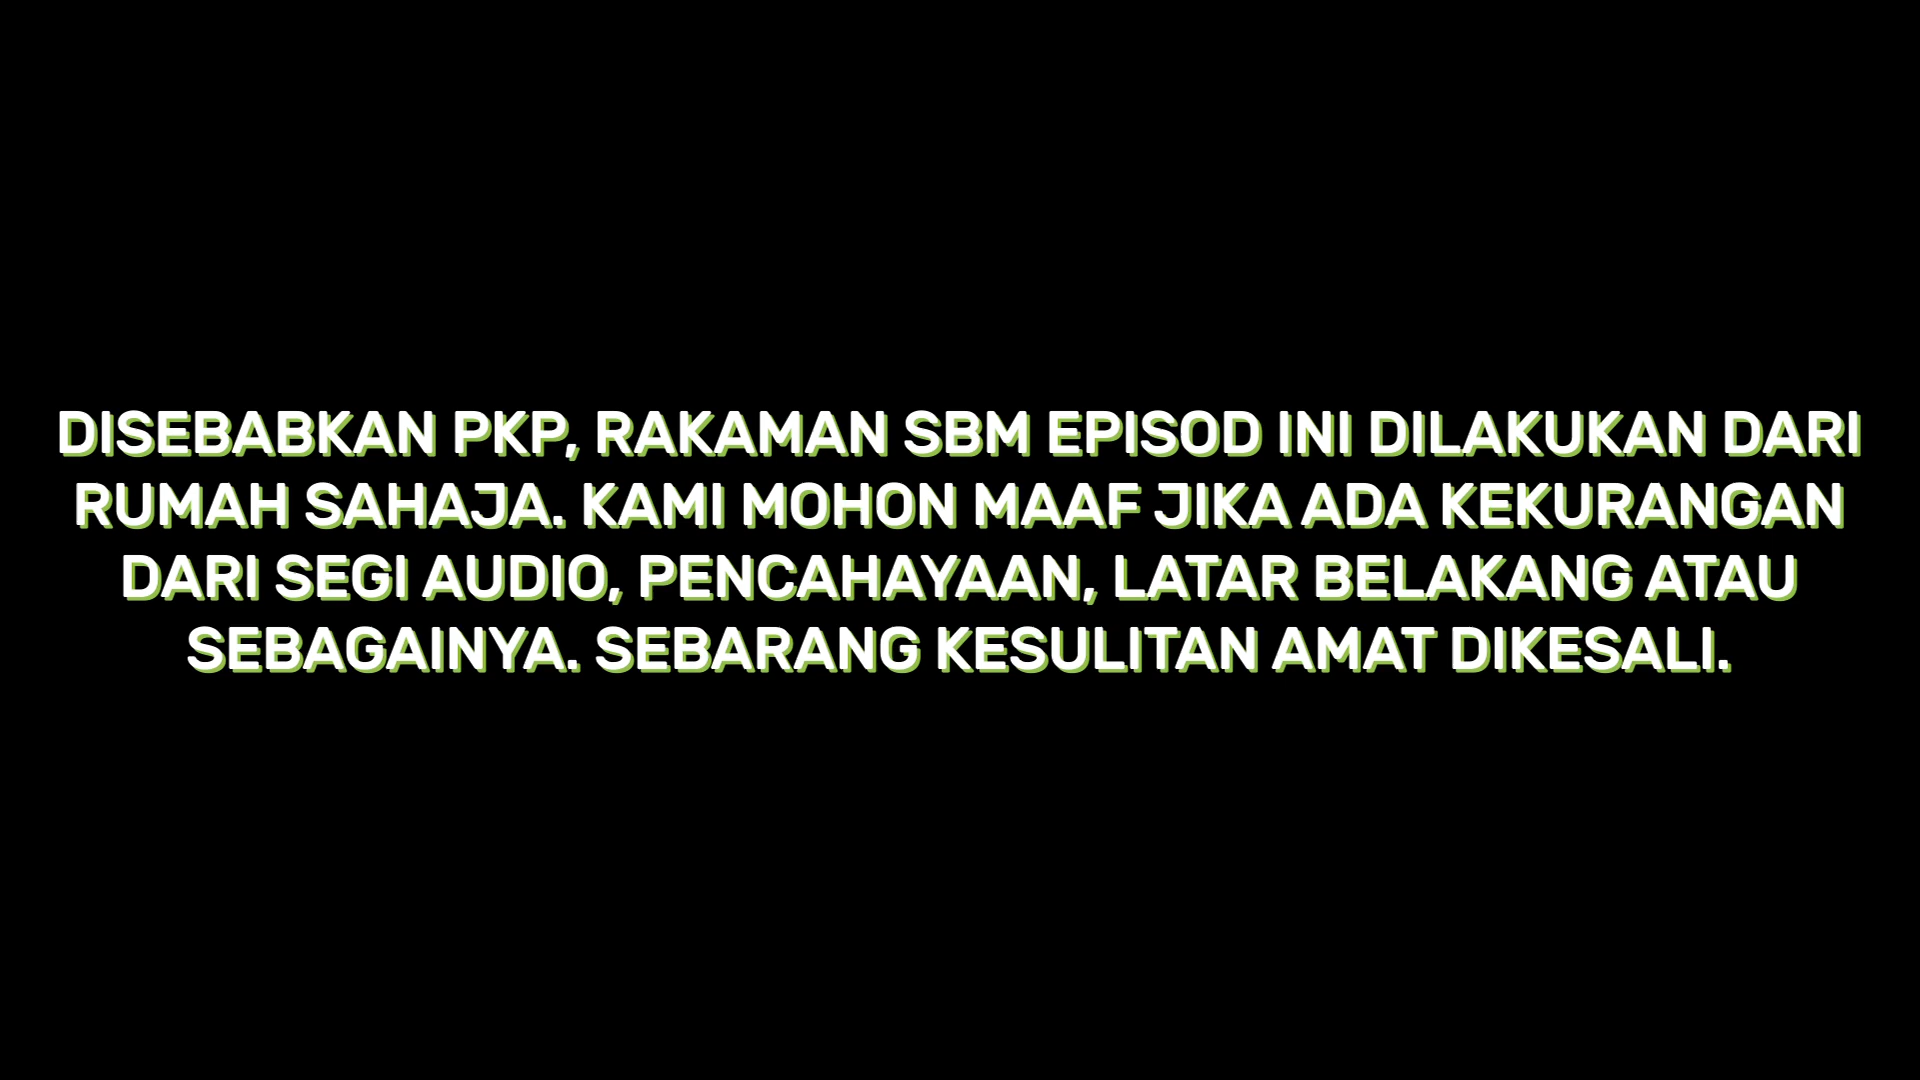 DISEBABKAN PKP, RAKAMAN SBM EPISOD INI DILAKUKAN DARI
RUMAH SAHAJA. KAMI MOHON MAAF JIKA ADA KEKURANGAN
DARI SEGI AUDIO, PENCAHAYAAN, LATAR BELAKANG ATAU
SEBAGAINYA. SEBARANG KESULITAN AMAT DIKESALI.